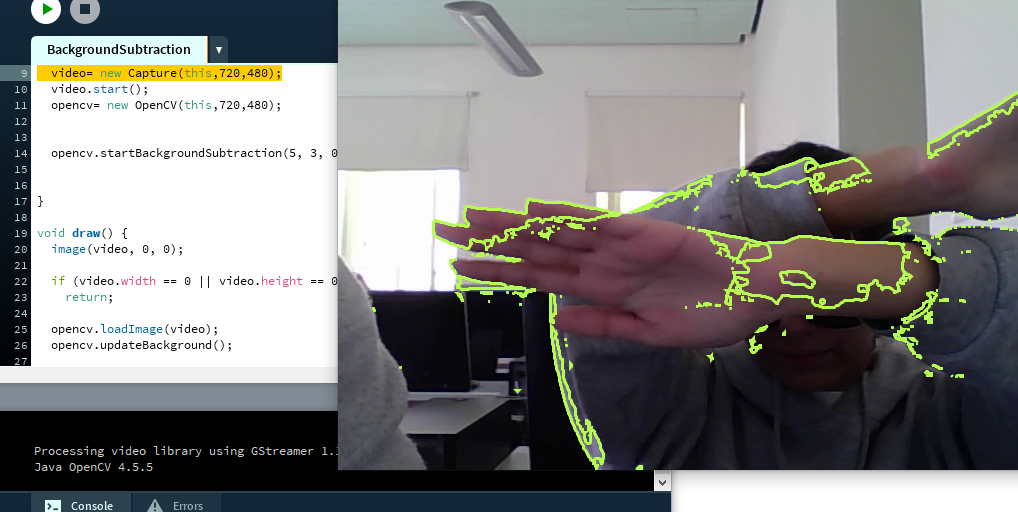 BackgroundSubtraction ▼
9 video= new Capture(this,720,480);
10 video.start();
11 opencv= new OpenCV(this,720,480);
12
13
14 opencv.startBackgroundSubtraction(5, 3, 0
15
16
17 }
18
19 void draw() {
20 image(video, 0, 0);
21
22 if (video.width == 0 || video.height == 0
23 return;
24
25 opencv.loadImage(video);
26 opencv.updateBackground();
27
Processing video library using GStreamer 1.
Java OpenCV 4.5.5
Console Errors